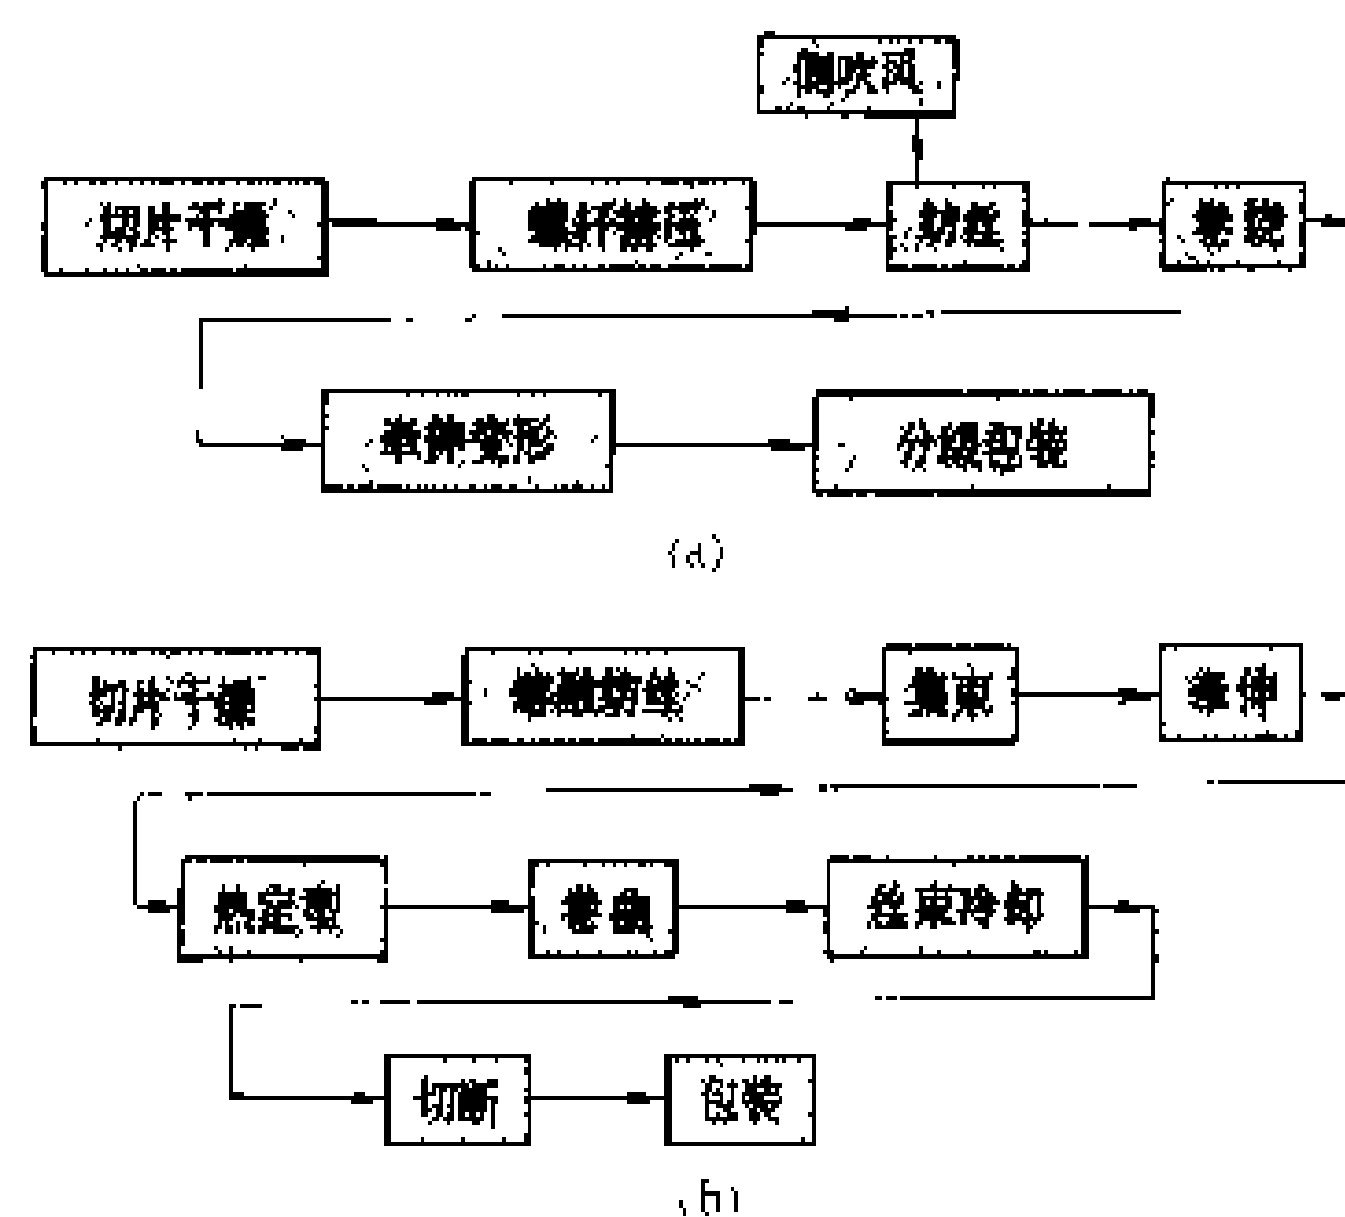 侧吹风
切片干燥 螺杆挤压 纺丝 卷绕
牵伸变形 分级包装
(a)
切片干燥 熔融纺丝 集束 牵伸
热定型 卷曲 丝束冷却
切断 包装
(b)